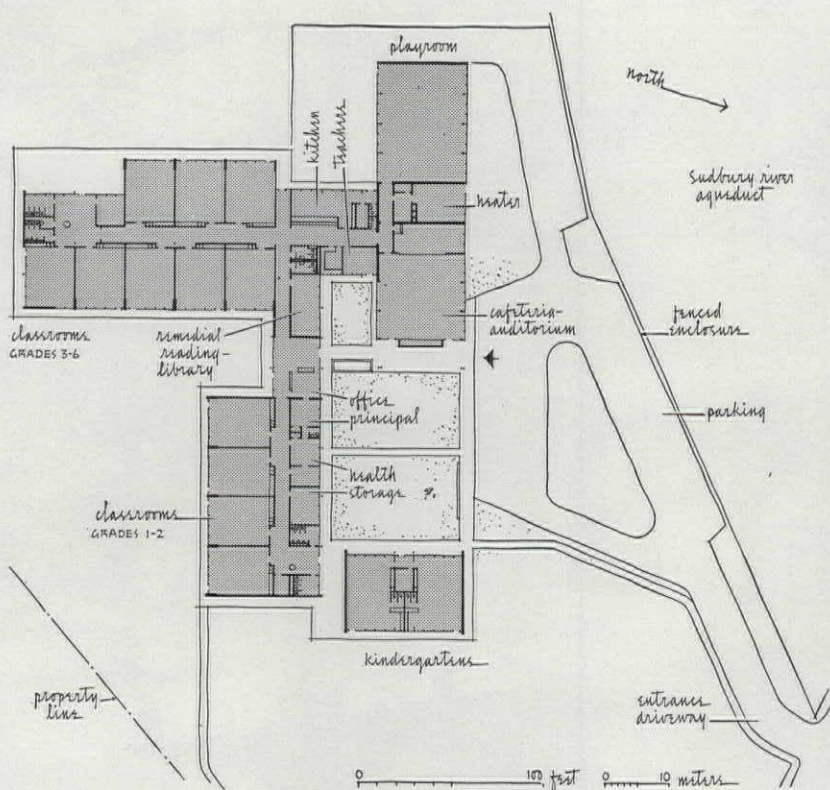 playroom
north
kitchen
teachers
Sudbury river
aqueduct
heater
cafeteria-
auditorium
fenced
enclosure
classrooms
GRADES 3-6
remedial
reading-
library
office
principal
parking
health
storage
classrooms
GRADES 1-2
kindergartens
property
line
entrance
driveway
0 100 feet 0 10 meters